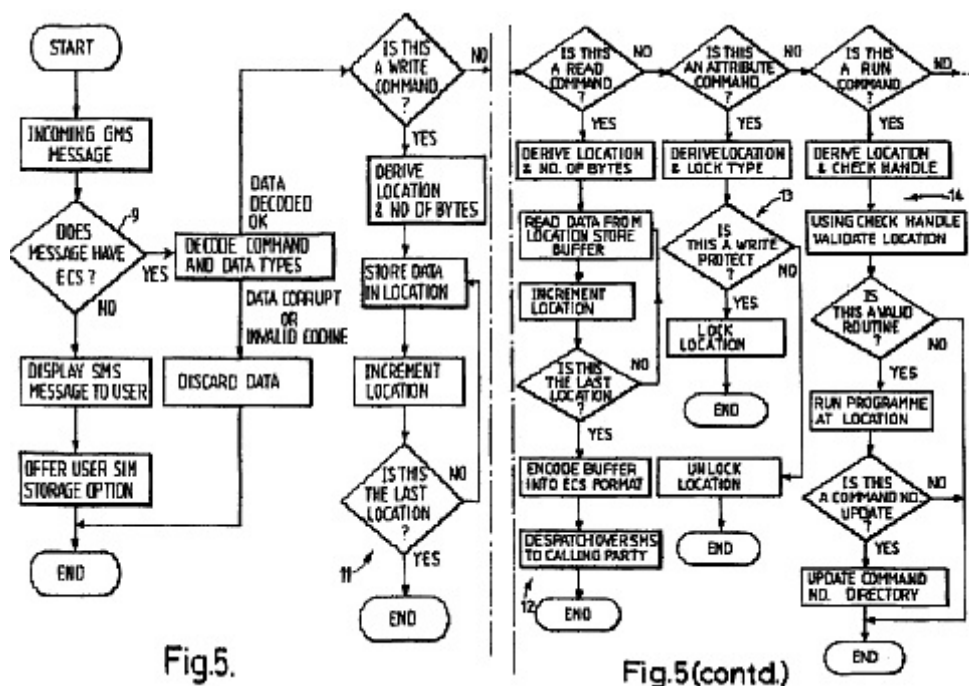 START
INCOMING GMS
MESSAGE
9
DOES
MESSAGE HAVE
ECS ?
YES
NO
DISPLAY SMS
MESSAGE TO USER
OFFER USER SIM
STORAGE OPTION
END
DATA
DECODED
OK
DECODE COMMAND
AND DATA TYPES
DATA CORRUPT
OR
INVALID CODING
DISCARD DATA
IS THIS
A WRITE
COMMAND
?
NO
YES
DERIVE
LOCATION
& NO OF BYTES
STORE DATA
IN LOCATION
INCREMENT
LOCATION
IS THIS
THE LAST
LOCATION
?
NO
YES
11
END
Fig.5.
IS THIS
A READ
COMMAND
?
NO
YES
DERIVE LOCATION
& NO. OF BYTES
READ DATA FROM
LOCATION STORE
BUFFER
INCREMENT
LOCATION
IS THIS
THE LAST
LOCATION
?
NO
YES
ENCODE BUFFER
INTO ECS FORMAT
DESPATCH OVER SMS
TO CALLING PARTY
12
END
IS THIS
AN ATTRIBUTE
COMMAND
?
NO
YES
DERIVE LOCATION
& LOCK TYPE
13
IS
THIS A WRITE
PROTECT
?
NO
YES
LOCK
LOCATION
END
UNLOCK
LOCATION
END
IS THIS
A RUN
COMMAND
?
NO
YES
DERIVE LOCATION
& CHECK HANDLE
14
USING CHECK HANDLE
VALIDATE LOCATION
IS
THIS A VALID
ROUTINE
?
NO
YES
RUN PROGRAMME
AT LOCATION
IS THIS
A COMMAND NO.
UPDATE
?
NO
YES
UPDATE COMMAND
NO. DIRECTORY
END
Fig.5(contd.)